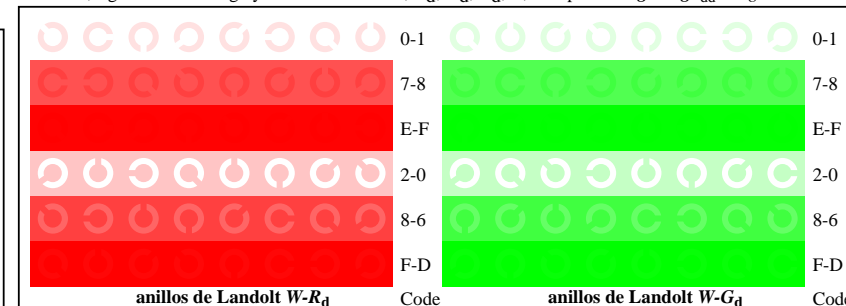 0-1
7-8
E-F
2-0
8-6
F-D
anillos de Landolt W-Rd Code
0-1
7-8
E-F
2-0
8-6
F-D
anillos de Landolt W-Gd Code